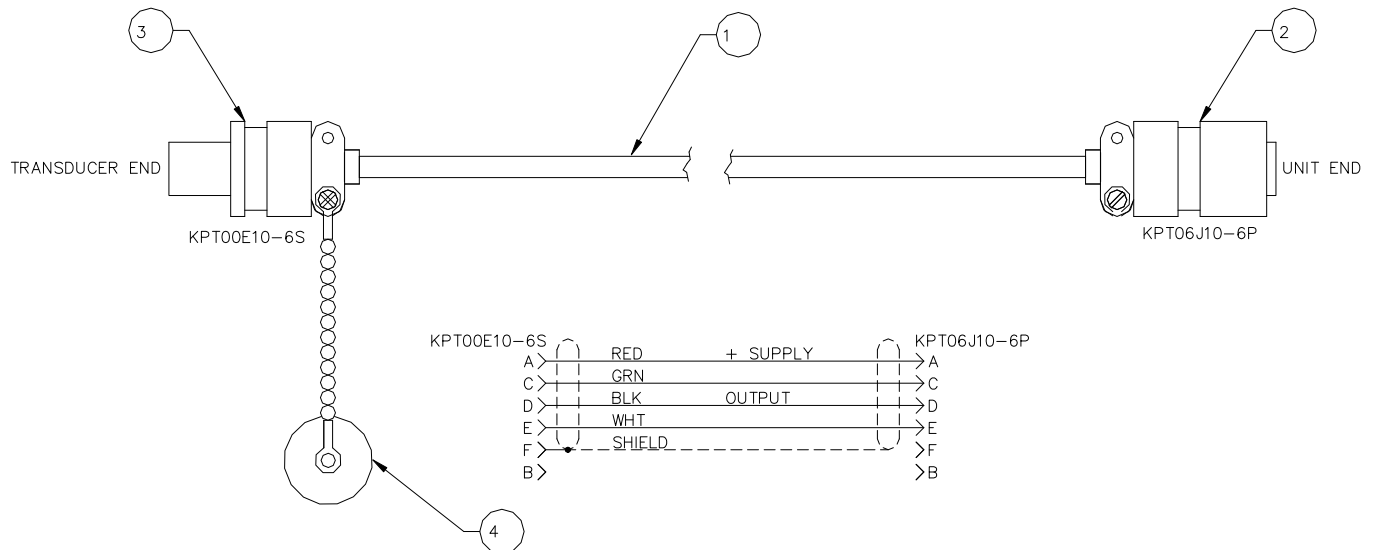 3
1
2
TRANSDUCER END
UNIT END
KPT00E10-6S
KPT06J10-6P
KPT00E10-6S
KPT06J10-6P
A RED + SUPPLY A
C GRN C
D BLK OUTPUT D
E WHT E
F SHIELD F
B B
4